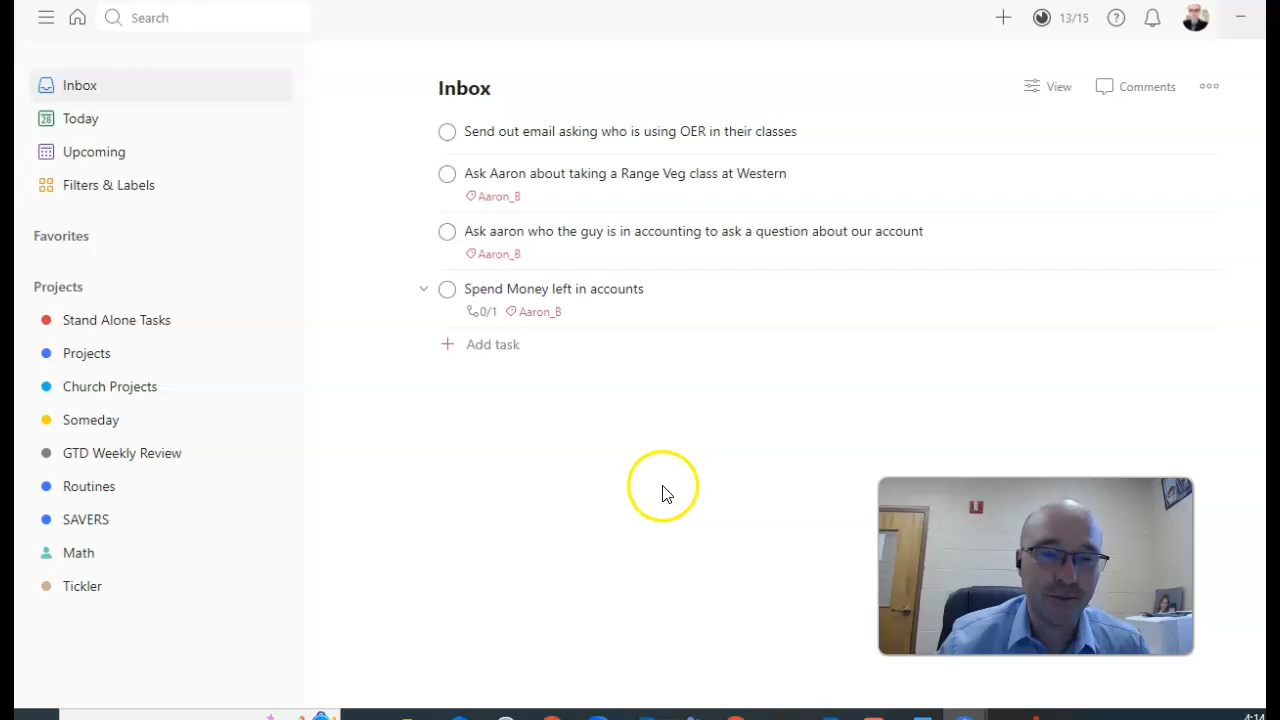 Search
13/15
Inbox
Today
28
Upcoming
Filters & Labels
Favorites
Projects
Stand Alone Tasks
Projects
Church Projects
Someday
GTD Weekly Review
Routines
SAVERS
Math
Tickler
Inbox
View
Comments
Send out email asking who is using OER in their classes
Ask Aaron about taking a Range Veg class at Western
Aaron_B
Ask aaron who the guy is in accounting to ask a question about our account
Aaron_B
Spend Money left in accounts
0/1 Aaron_B
Add task
4:14